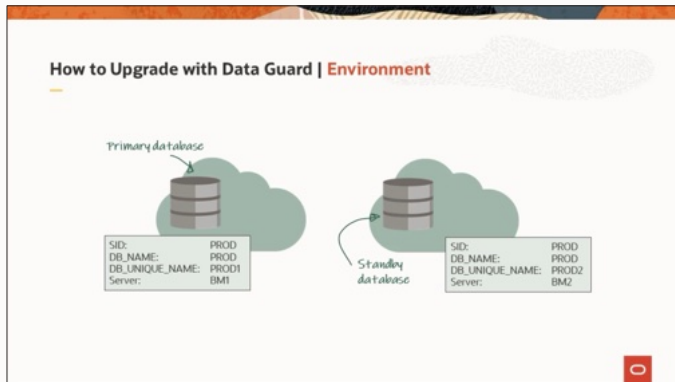 How to Upgrade with Data Guard | Environment
Primary database
SID: PROD
DB_NAME: PROD
DB_UNIQUE_NAME: PROD1
Server: BM1
Standby
database
SID: PROD
DB_NAME: PROD
DB_UNIQUE_NAME: PROD2
Server: BM2